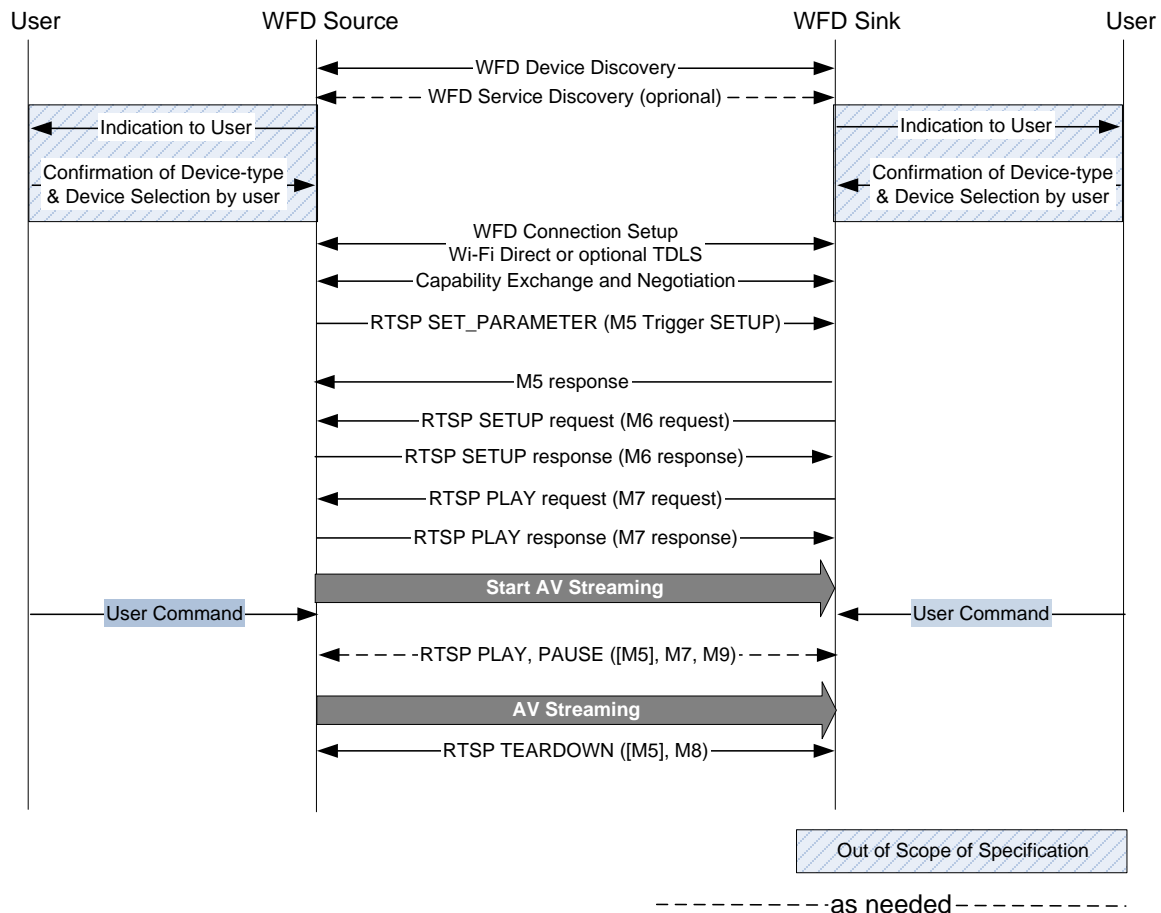 User
WFD Source
WFD Sink
User
WFD Device Discovery
WFD Service Discovery (oprional)
Indication to User
Indication to User
Confirmation of Device-type
& Device Selection by user
Confirmation of Device-type
& Device Selection by user
WFD Connection Setup
Wi-Fi Direct or optional TDLS
Capability Exchange and Negotiation
RTSP SET_PARAMETER (M5 Trigger SETUP)
M5 response
RTSP SETUP request (M6 request)
RTSP SETUP response (M6 response)
RTSP PLAY request (M7 request)
RTSP PLAY response (M7 response)
Start AV Streaming
User Command
User Command
RTSP PLAY, PAUSE ([M5], M7, M9)
AV Streaming
RTSP TEARDOWN ([M5], M8)
Out of Scope of Specification
as needed